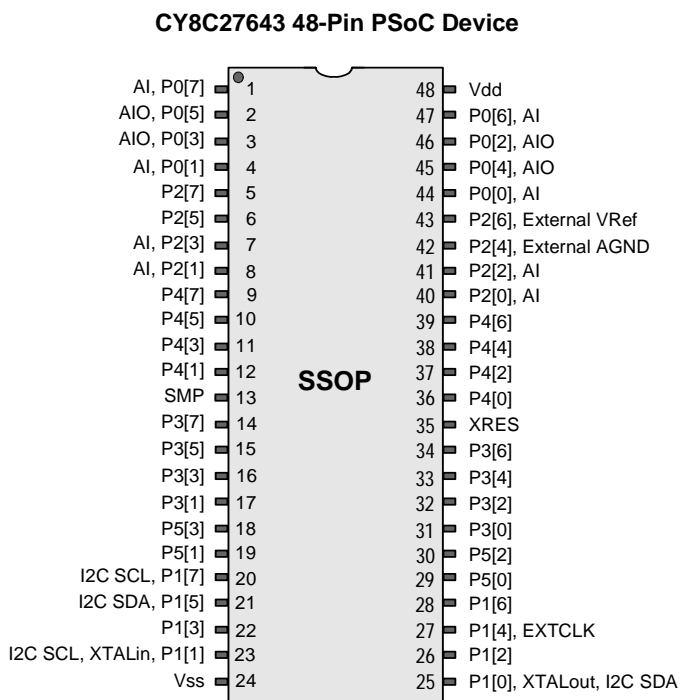 CY8C27643 48-Pin PSoC Device
AI, P0[7] 1 48 Vdd
AIO, P0[5] 2 47 P0[6], AI
AIO, P0[3] 3 46 P0[2], AIO
AI, P0[1] 4 45 P0[4], AIO
P2[7] 5 44 P0[0], AI
P2[5] 6 43 P2[6], External VRef
AI, P2[3] 7 42 P2[4], External AGND
AI, P2[1] 8 41 P2[2], AI
P4[7] 9 40 P2[0], AI
P4[5] 10 39 P4[6]
P4[3] 11 38 P4[4]
P4[1] 12 37 P4[2]
SSOP
SMP 13 36 P4[0]
P3[7] 14 35 XRES
P3[5] 15 34 P3[6]
P3[3] 16 33 P3[4]
P3[1] 17 32 P3[2]
P5[3] 18 31 P3[0]
P5[1] 19 30 P5[2]
I2C SCL, P1[7] 20 29 P5[0]
I2C SDA, P1[5] 21 28 P1[6]
P1[3] 22 27 P1[4], EXTCLK
I2C SCL, XTALin, P1[1] 23 26 P1[2]
Vss 24 25 P1[0], XTALout, I2C SDA